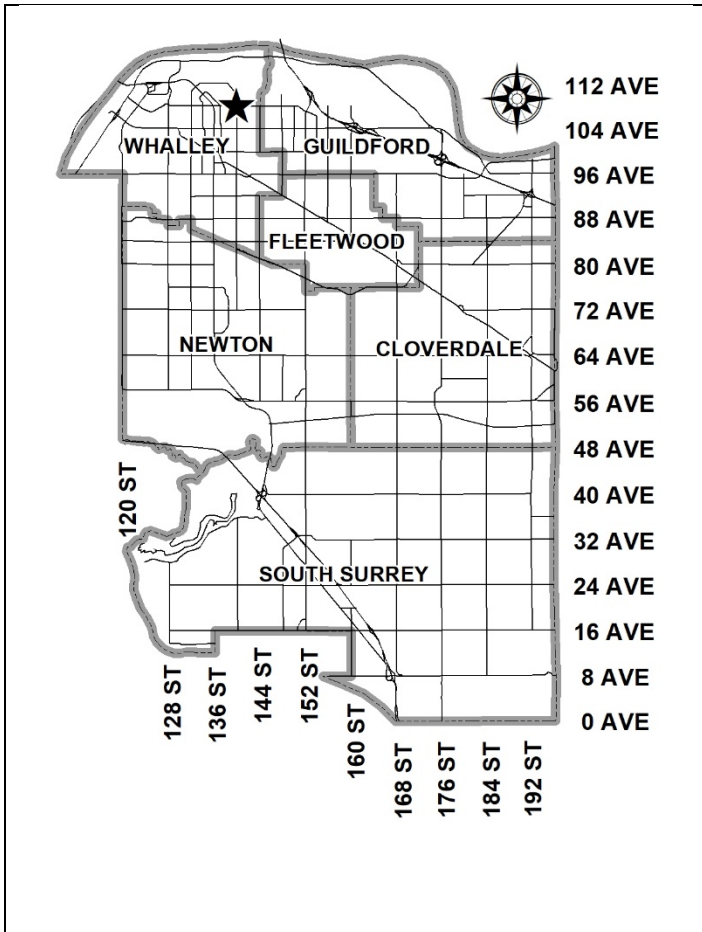 112 AVE
104 AVE
WHALLEY
GUILDFORD
96 AVE
88 AVE
FLEETWOOD
80 AVE
72 AVE
NEWTON
CLOVERDALE
64 AVE
56 AVE
48 AVE
120 ST
40 AVE
32 AVE
SOUTH SURREY
24 AVE
16 AVE
8 AVE
128 ST
136 ST
144 ST
152 ST
160 ST
0 AVE
168 ST
176 ST
184 ST
192 ST